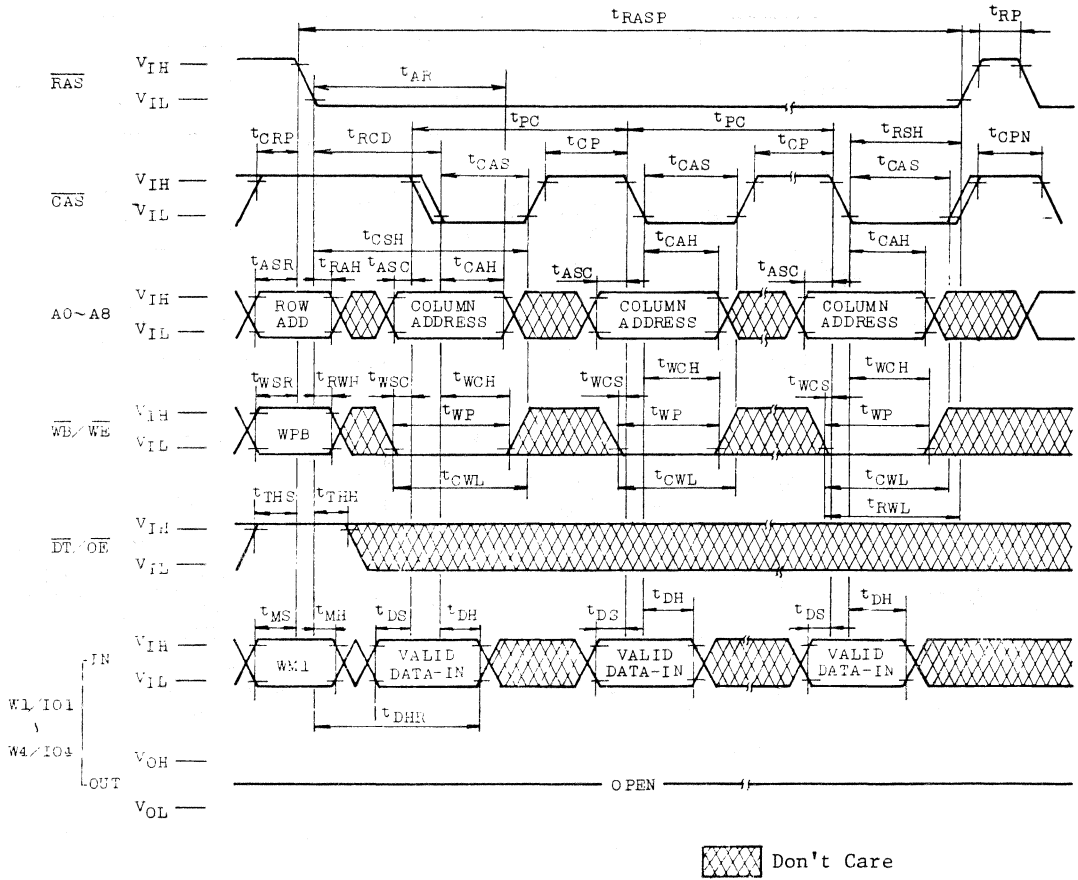 tRASP tRP
RAS VIH tAR
VIL
tPC tPC
tCRP tRCD tCP tCP tRSH tCPN
tCAS tCAS tCAS
CAS VIH
VIL
tCSH
tASR tRAH tASC tCAH tASC tCAH tASC tCAH
A0~A8 VIH
VIL
ROW ADD
COLUMN ADDRESS
COLUMN ADDRESS
COLUMN ADDRESS
tWSR tRWH tWSC tWCH tWCS tWCH tWCS tWCH
tWP tWP tWP
WB/WE VIH
VIL
WPB
tCWL tCWL tCWL
tRWL
tTHS tTHH
DT/OE VIH
VIL
tMS tMH tDS tDH tDS tDH tDS tDH
IN VIH
VIL
WM1
VALID DATA-IN
VALID DATA-IN
VALID DATA-IN
tDHR
W1/IO1
~
W4/IO4
VOH
OUT OPEN
VOL
Don't Care